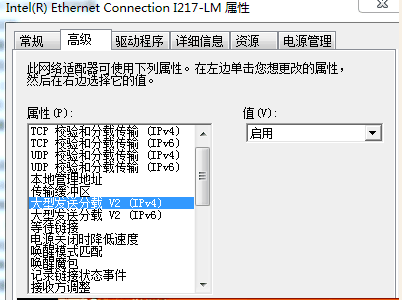 Intel(R) Ethernet Connection I217-LM 属性
常规 高级 驱动程序 详细信息 资源 电源管理
此网络适配器可使用下列属性。在左边单击您想更改的属性，
然后在右边选择它的值。
属性(P): 值(V):
TCP 校验和分载传输 (IPv4) 启用
TCP 校验和分载传输 (IPv6)
UDP 校验和分载传输 (IPv4)
UDP 校验和分载传输 (IPv6)
本地管理地址
传输缓冲区
大型发送分载 V2 (IPv4)
大型发送分载 V2 (IPv6)
等待链接
电源关闭时降低速度
唤醒模式匹配
唤醒魔包
记录链接状态事件
接收方调整